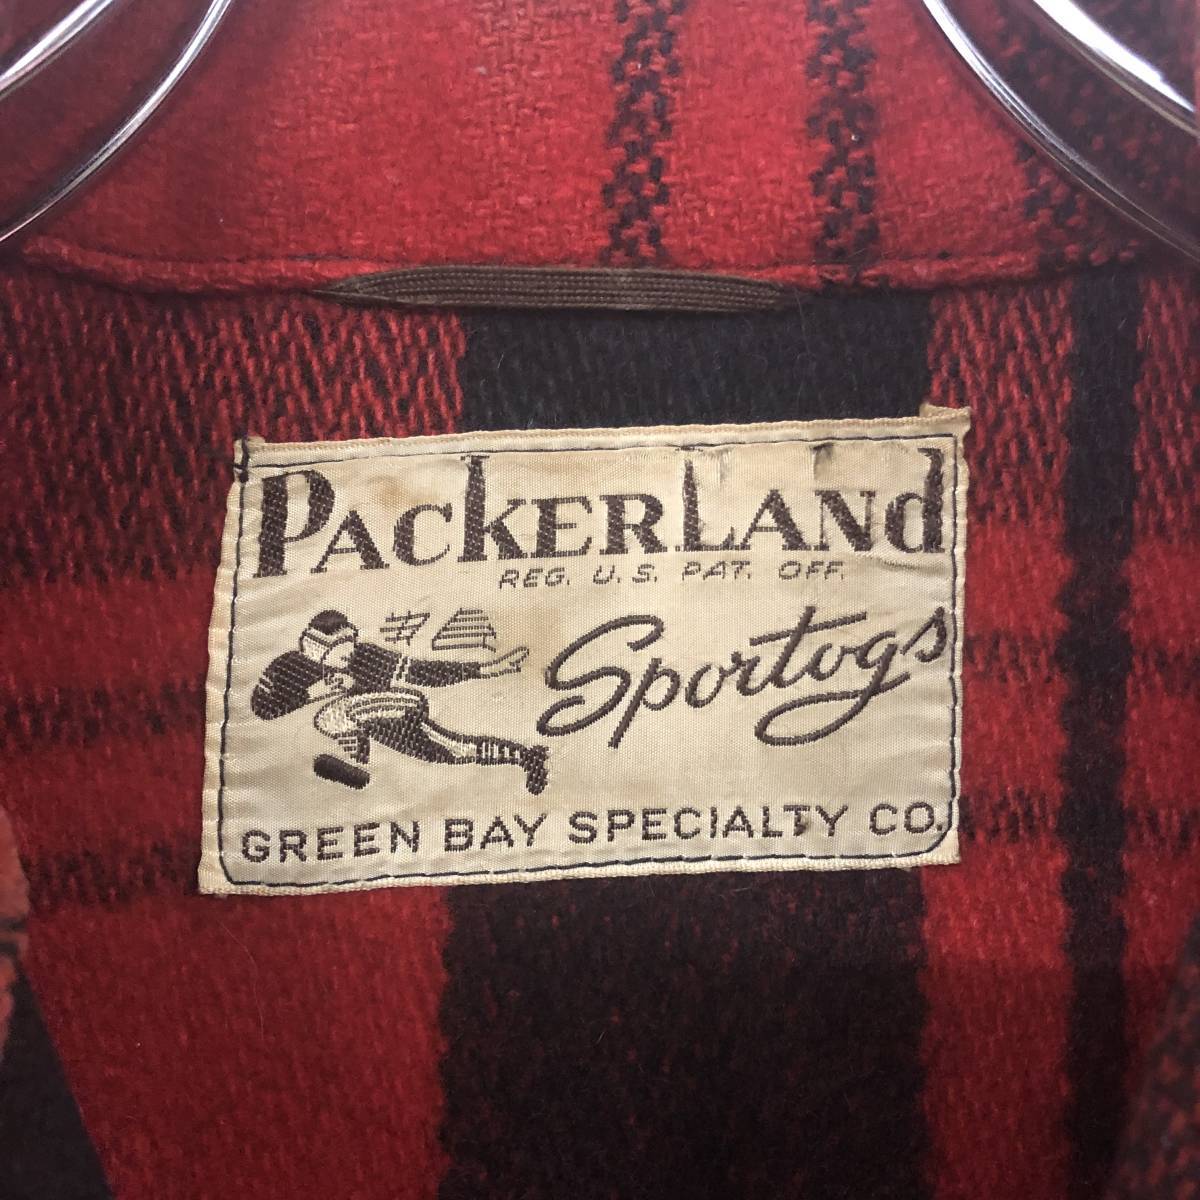 PACKERLAND
REG. U.S. PAT. OFF.
Sportogs
GREEN BAY SPECIALTY CO.